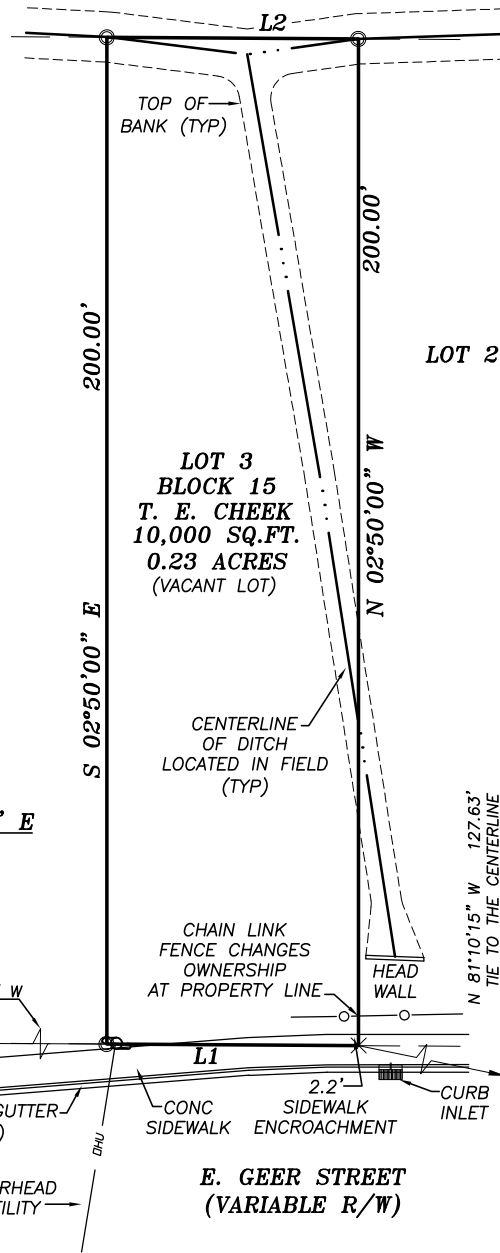 L2
TOP OF
BANK (TYP)
200.00'
200.00'
LOT 2
LOT 3
BLOCK 15
T. E. CHEEK
10,000 SQ.FT.
0.23 ACRES
(VACANT LOT)
N 02°50'00" W
S 02°50'00" E
CENTERLINE
OF DITCH
LOCATED IN FIELD
(TYP)
' E
N 81°10'15" W 127.63'
TIE TO THE CENTERLINE
CHAIN LINK
FENCE CHANGES
OWNERSHIP
AT PROPERTY LINE
HEAD
WALL
W
L1
2.2'
SIDEWALK
ENCROACHMENT
CURB
INLET
GUTTER
)
CONC
SIDEWALK
OHU
E. GEER STREET
(VARIABLE R/W)
RHEAD
TILITY